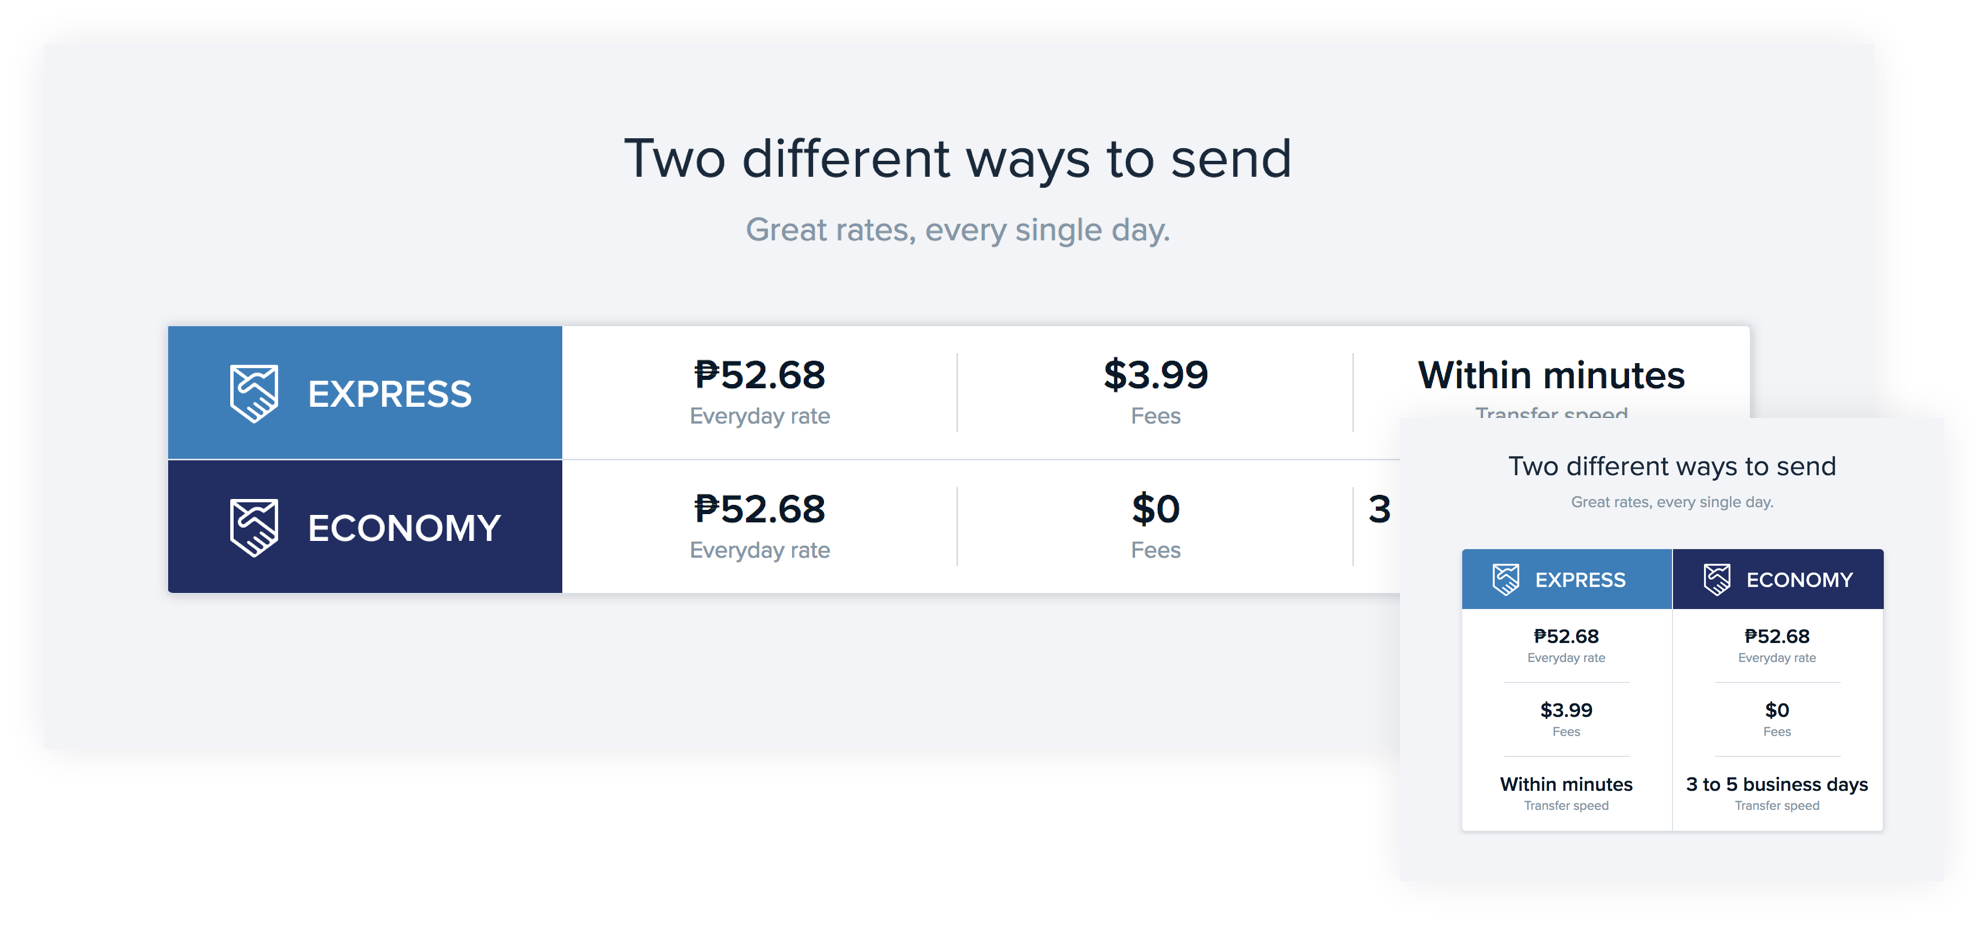 Two different ways to send
Great rates, every single day.
EXPRESS
₱52.68
Everyday rate
$3.99
Fees
Within minutes
Transfer speed
ECONOMY
₱52.68
Everyday rate
$0
Fees
3
Two different ways to send
Great rates, every single day.
EXPRESS ECONOMY
₱52.68 ₱52.68
Everyday rate Everyday rate
$3.99 $0
Fees Fees
Within minutes 3 to 5 business days
Transfer speed Transfer speed